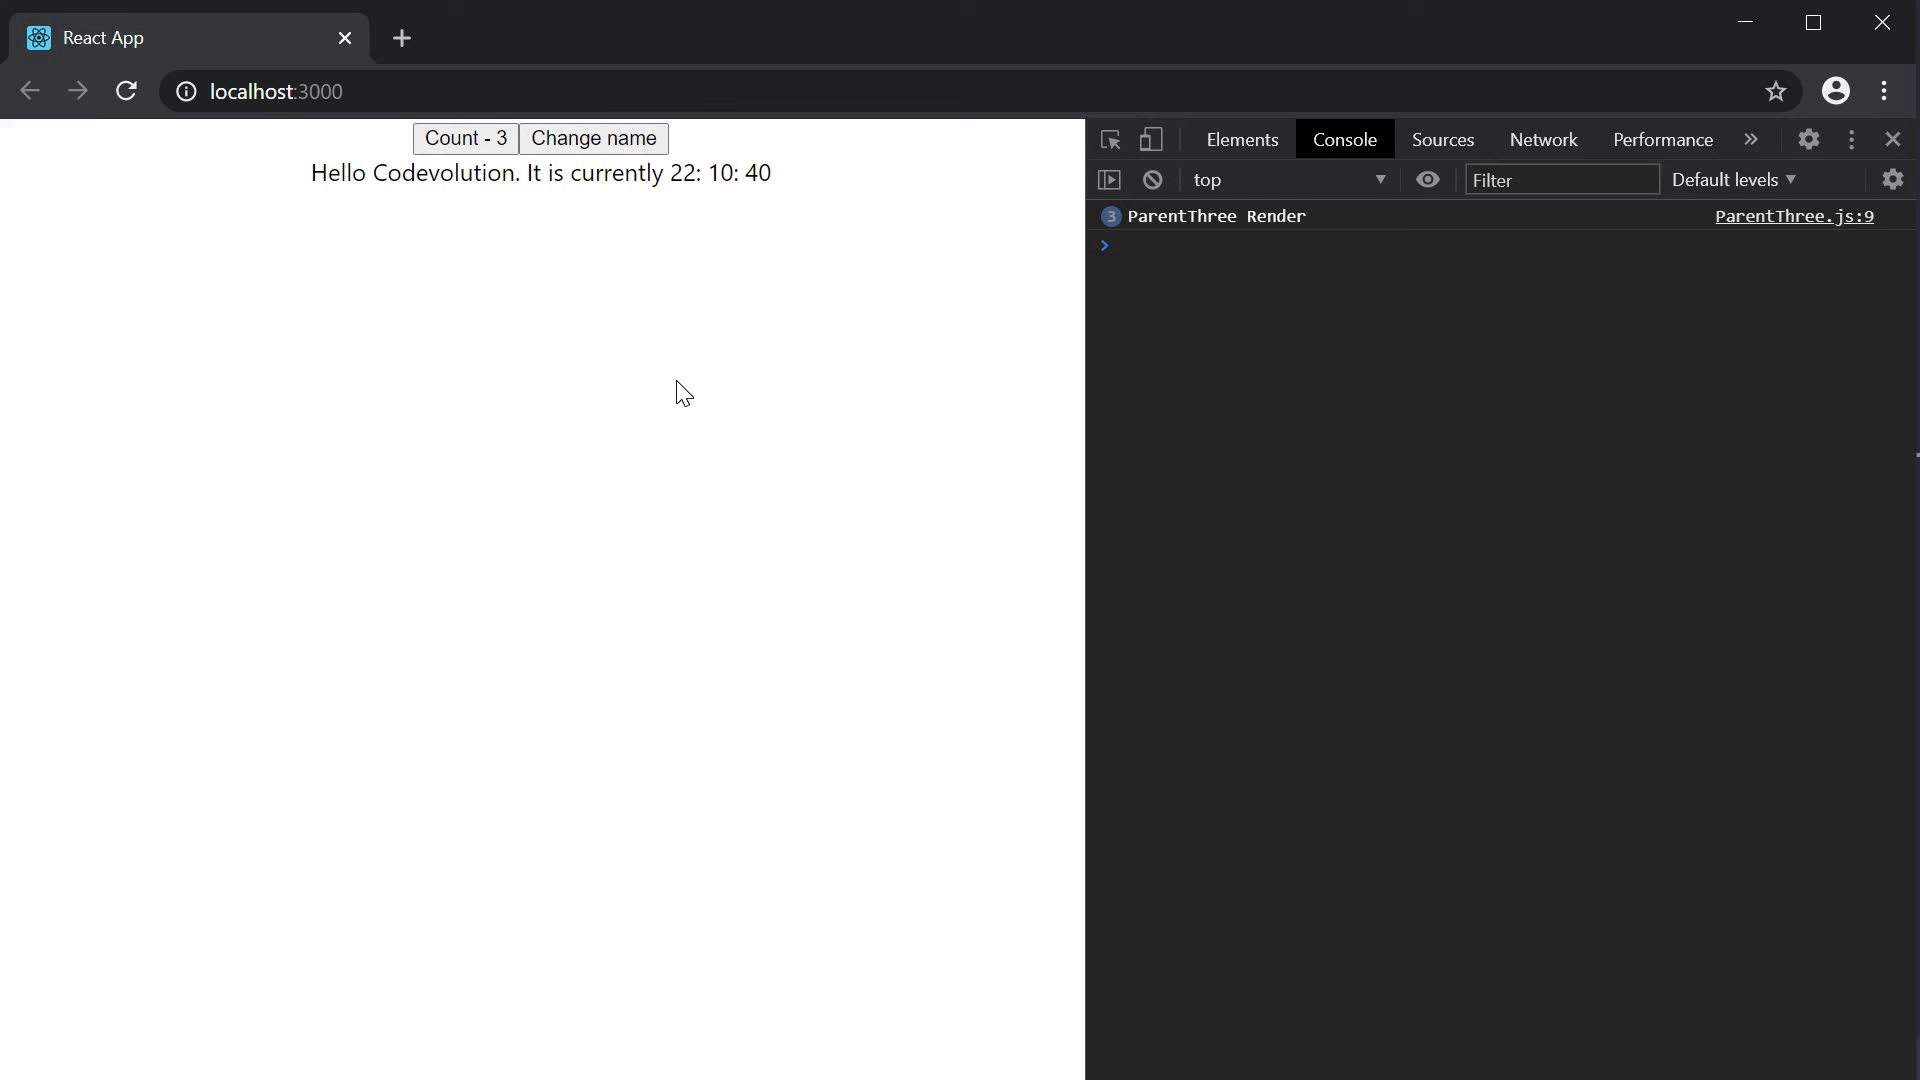 React App
localhost:3000
Count - 3 Change name
Hello Codevolution. It is currently 22: 10: 40
Elements Console Sources Network Performance
top Filter Default levels
3 ParentThree Render ParentThree.js:9